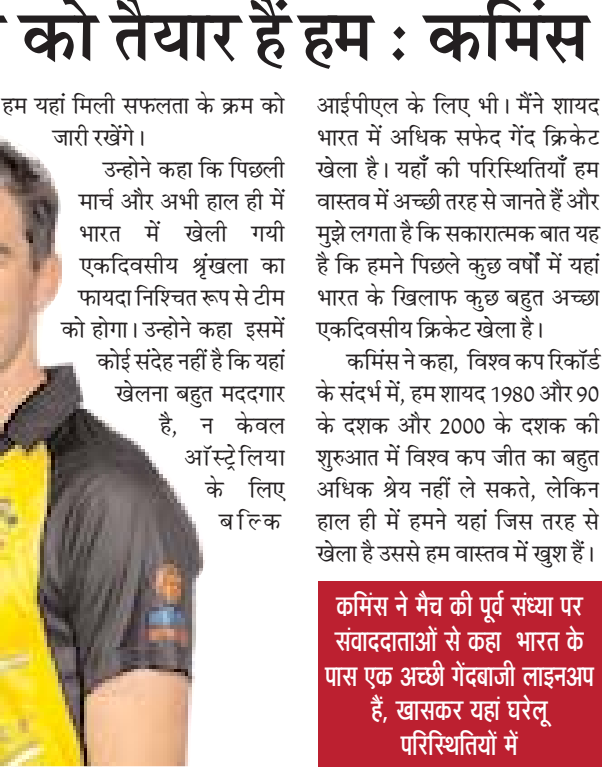 को तैयार हैं हम : कमिंस
हम यहां मिली सफलता के क्रम को
जारी रखेंगे।
उन्होने कहा कि पिछली
मार्च और अभी हाल ही में
भारत में खेली गयी
एकदिवसीय श्रृंखला का
फायदा निश्चित रूप से टीम
को होगा। उन्होने कहा इसमें
कोई संदेह नहीं है कि यहां
खेलना बहुत मददगार
है, न केवल
ऑस्ट्रेलिया
के लिए
बल्कि
आईपीएल के लिए भी। मैंने शायद
भारत में अधिक सफेद गेंद क्रिकेट
खेला है। यहाँ की परिस्थितियाँ हम
वास्तव में अच्छी तरह से जानते हैं और
मुझे लगता है कि सकारात्मक बात यह
है कि हमने पिछले कुछ वर्षों में यहां
भारत के खिलाफ कुछ बहुत अच्छा
एकदिवसीय क्रिकेट खेला है।
कमिंस ने कहा, विश्व कप रिकॉर्ड
के संदर्भ में, हम शायद 1980 और 90
के दशक और 2000 के दशक की
शुरुआत में विश्व कप जीत का बहुत
अधिक श्रेय नहीं ले सकते, लेकिन
हाल ही में हमने यहां जिस तरह से
खेला है उससे हम वास्तव में खुश हैं।
कमिंस ने मैच की पूर्व संध्या पर
संवाददाताओं से कहा भारत के
पास एक अच्छी गेंदबाजी लाइनअप
हैं, खासकर यहां घरेलू
परिस्थितियों में